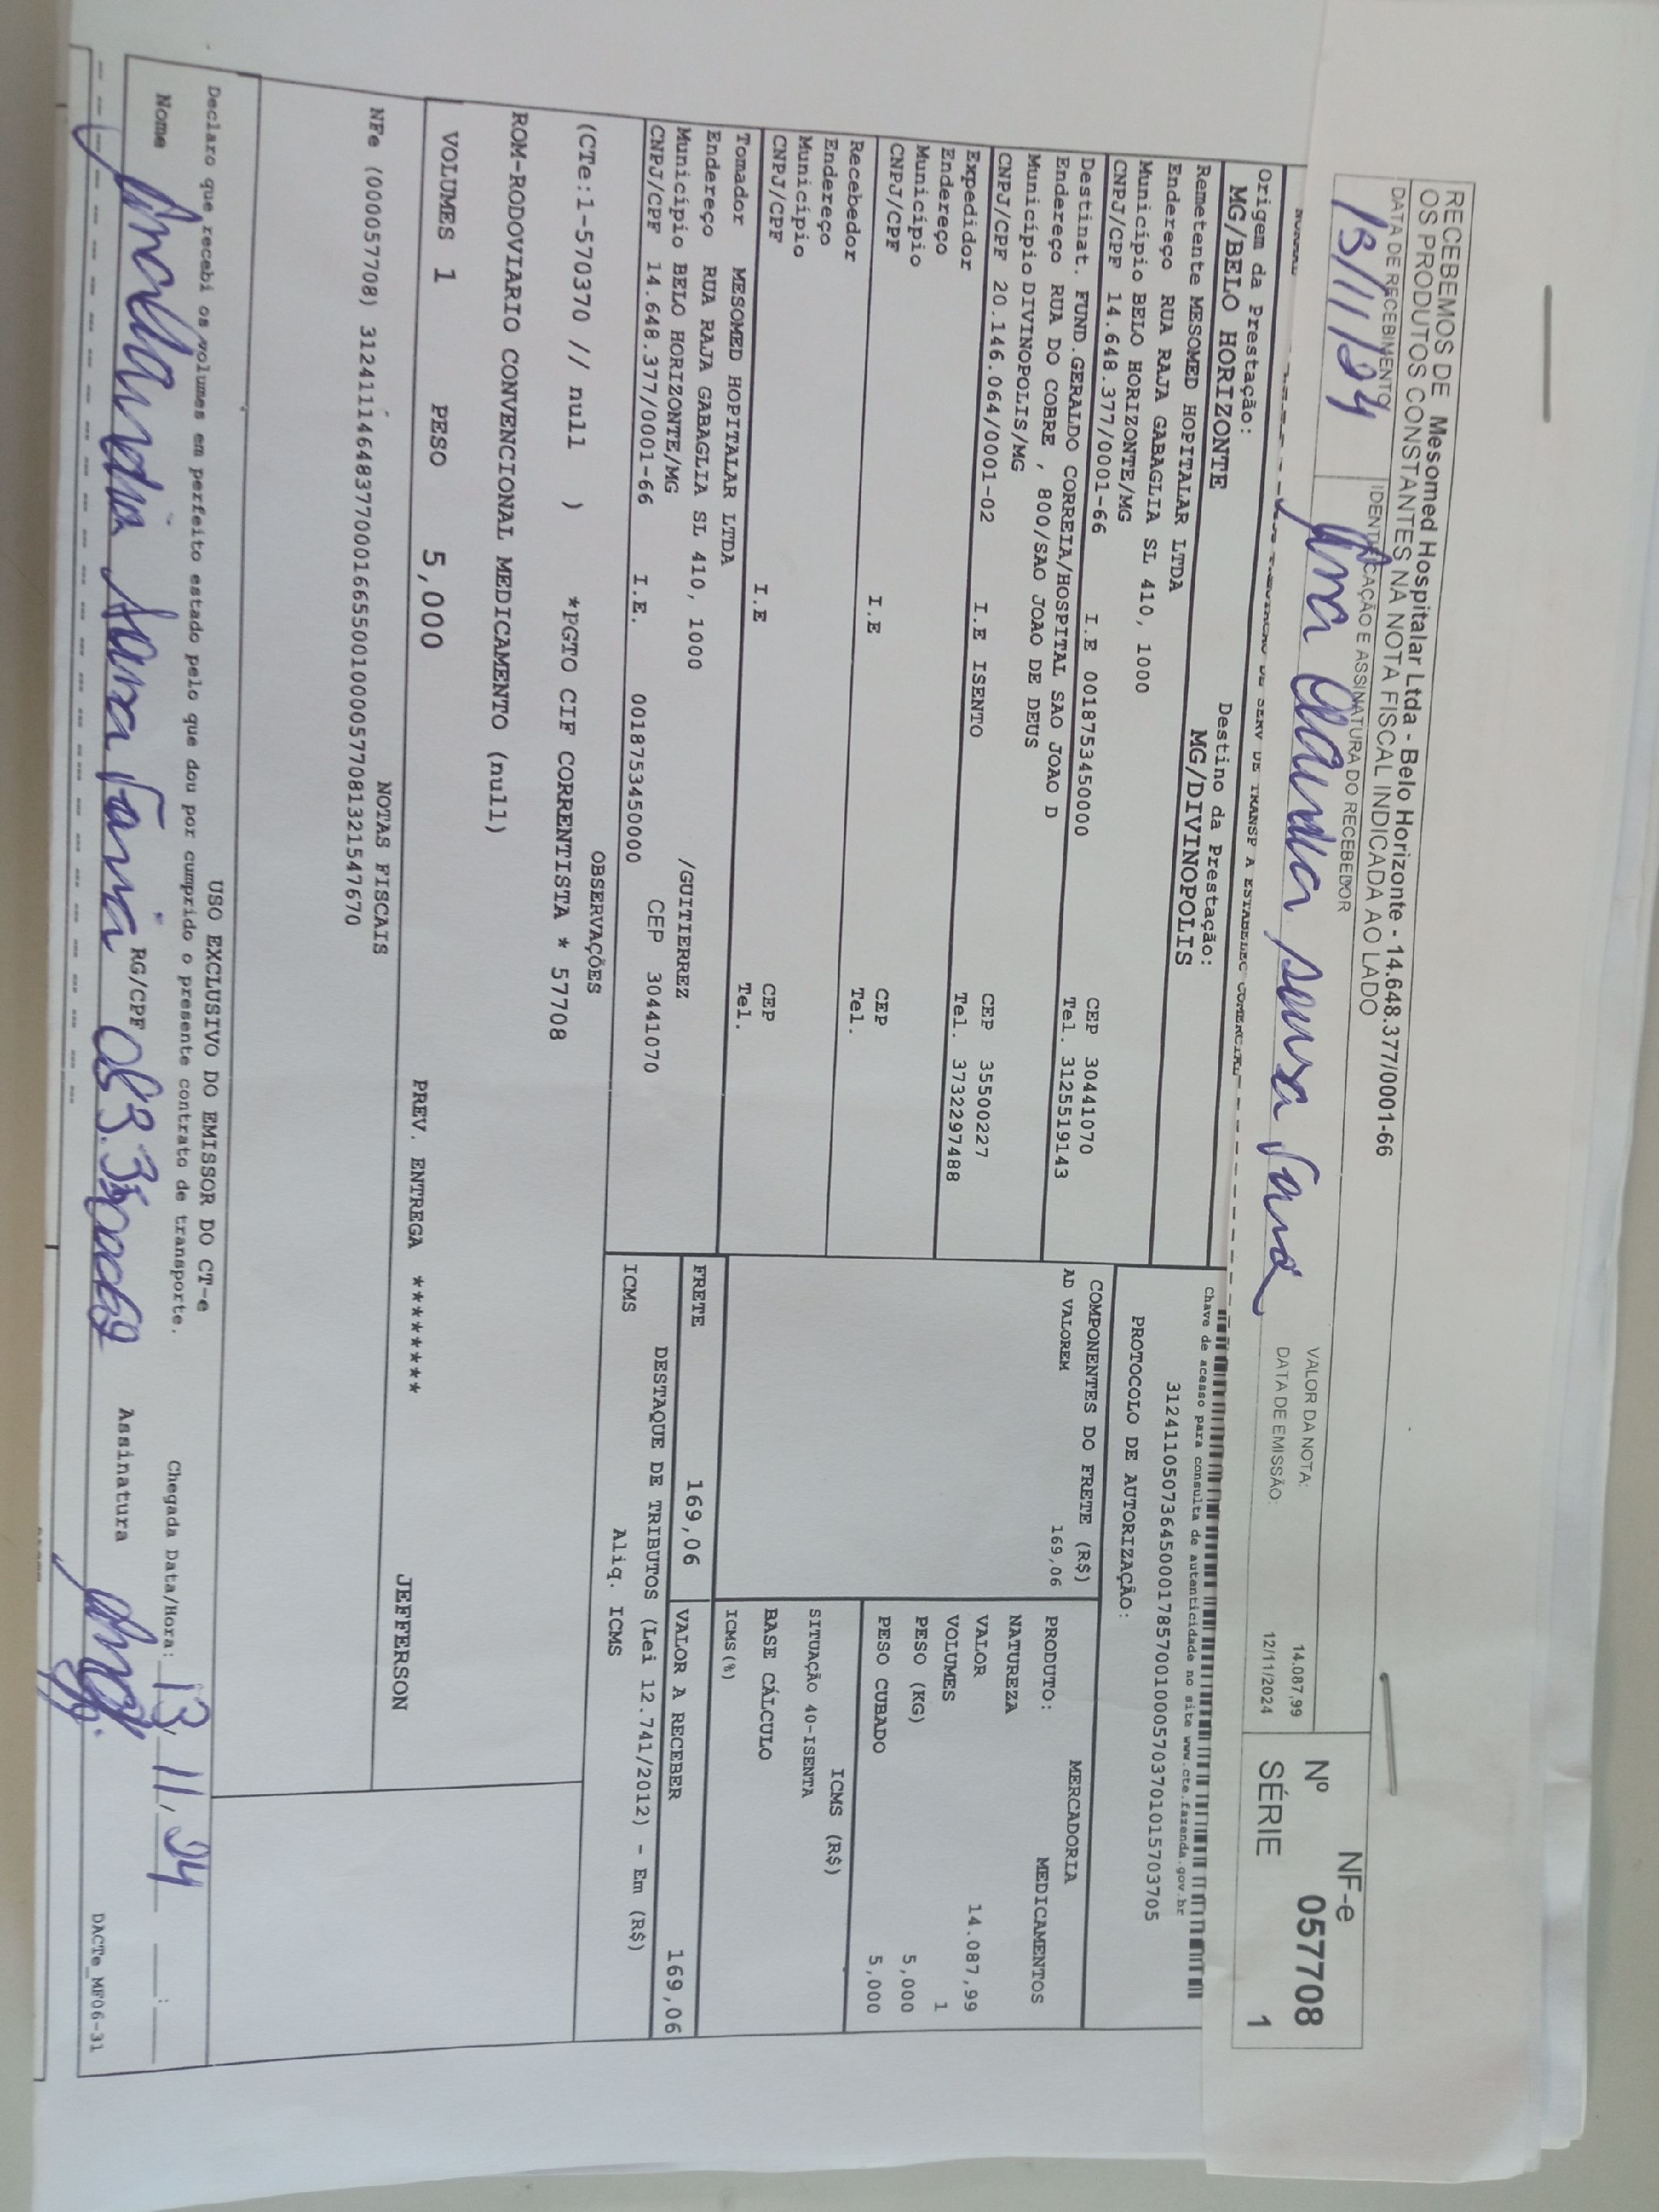 RECEBEMOS DE Mesomed Hospitalar Ltda - Belo Horizonte - 14.648.377/0001-66
OS PRODUTOS CONSTANTES NA NOTA FISCAL INDICADA AO LADO
DATA DE RECEBIMENTO
IDENTIFICAÇÃO E ASSINATURA DO RECEBEDOR
13/11/24
Ana Claudia Sousa Faria
VALOR DA NOTA: 14.087,99
DATA DE EMISSÃO: 12/11/2024
NF-e
Nº 057708
SÉRIE 1
Origem da Prestação:
MG/BELO HORIZONTE
Destino da Prestação:
MG/DIVINOPOLIS
Chave de acesso para consulta de autenticidade no site www.cte.fazenda.gov.br
31241105073645000178570010005703701015703705
PROTOCOLO DE AUTORIZAÇÃO:
Remetente MESOMED HOPITALAR LTDA
Endereço RUA RAJA GABAGLIA SL 410, 1000
Município BELO HORIZONTE/MG CEP 30441070
CNPJ/CPF 14.648.377/0001-66 I.E 0018753450000 Tel. 3125519143
Destinat. FUND.GERALDO CORREIA/HOSPITAL SAO JOAO D
Endereço RUA DO COBRE , 800/SAO JOAO DE DEUS
Município DIVINOPOLIS/MG CEP 35500227
CNPJ/CPF 20.146.064/0001-02 I.E ISENTO Tel. 3732297488
Expedidor
Endereço
Município CEP
CNPJ/CPF I.E Tel.
Recebedor
Endereço
Município CEP
CNPJ/CPF I.E Tel.
Tomador MESOMED HOPITALAR LTDA
Endereço RUA RAJA GABAGLIA SL 410, 1000 /GUITIERREZ
Município BELO HORIZONTE/MG CEP 30441070
CNPJ/CPF 14.648.377/0001-66 I.E. 0018753450000
COMPONENTES DO FRETE (R$)
AD VALOREM 169,06
MERCADORIA
PRODUTO: MEDICAMENTOS
NATUREZA
VALOR 14.087,99
VOLUMES 1
PESO (KG) 5,000
PESO CUBADO 5,000
ICMS (R$)
SITUAÇÃO 40-ISENTA
BASE CÁLCULO
ICMS(%)
FRETE 169,06
VALOR A RECEBER 169,06
DESTAQUE DE TRIBUTOS (Lei 12.741/2012) - Em (R$)
ICMS Aliq. ICMS
OBSERVAÇÕES
(CTe:1-570370 // null ) *PGTO CIF CORRENTISTA * 57708
ROM-RODOVIARIO CONVENCIONAL MEDICAMENTO (null)
VOLUMES 1 PESO 5,000 PREV. ENTREGA ******* JEFFERSON
NOTAS FISCAIS
NFe (000057708) 31241114648377000166550010000577081321547670
USO EXCLUSIVO DO EMISSOR DO CT-e
Declaro que recebi os volumes em perfeito estado pelo que dou por cumprido o presente contrato de transporte.
Chegada Data/Hora: 13, 11, 24
Nome Ana Claudia Sousa Faria RG/CPF Assinatura
DACTe_MF06-31